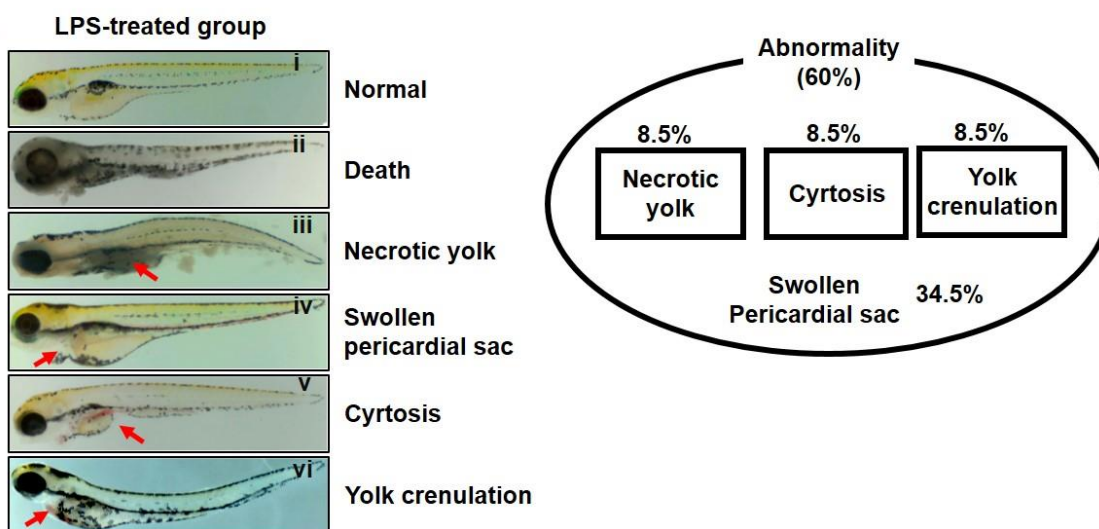 LPS-treated group
i
Normal
ii
Death
iii
Necrotic yolk
iv
Swollen
pericardial sac
v
Cyrtosis
vi
Yolk crenulation
Abnormality
(60%)
8.5%
8.5%
8.5%
Necrotic
yolk
Cyrtosis
Yolk
crenulation
Swollen
Pericardial sac
34.5%